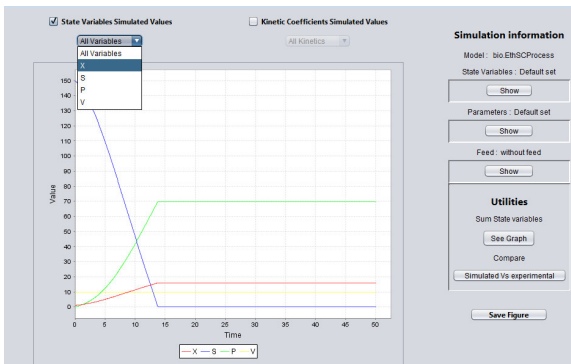 State Variables Simulated Values
Kinetic Coefficients Simulated Values
All Variables
All Kinetics
All Variables
X
S
P
V
150
140
130
120
110
100
90
80
70
60
50
40
30
20
10
0
Value
0 5 10 15 20 25 30 35 40 45 50
Time
X S P V
Simulation information
Model : bio.EthSCProcess
State Variables : Default set
Show
Parameters : Default set
Show
Feed : without feed
Show
Utilities
Sum State variables
See Graph
Compare
Simulated Vs experimental
Save Figure